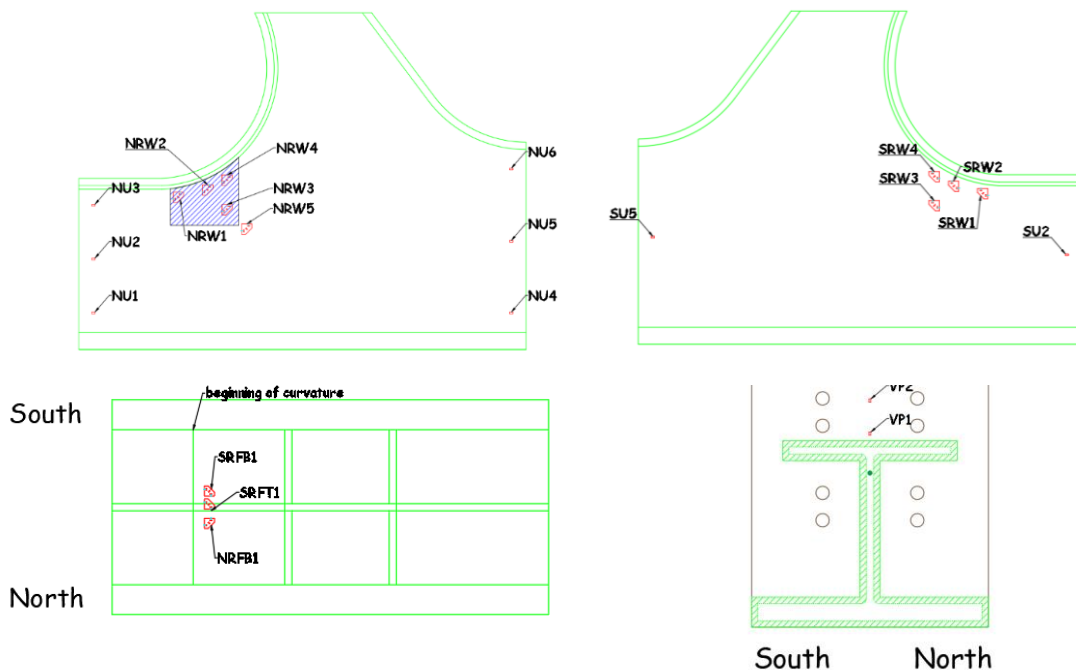 NRW2
NRW4
NU3
NRW3
NU6
NRW5
NRW1
NU2
NU5
NU1
NU4
SRW4
SRW2
SRW3
SRW1
SU5
SU2
beginning of curvature
South
SRFB1
SRFT1
NRFB1
North
VP2
VP1
South North